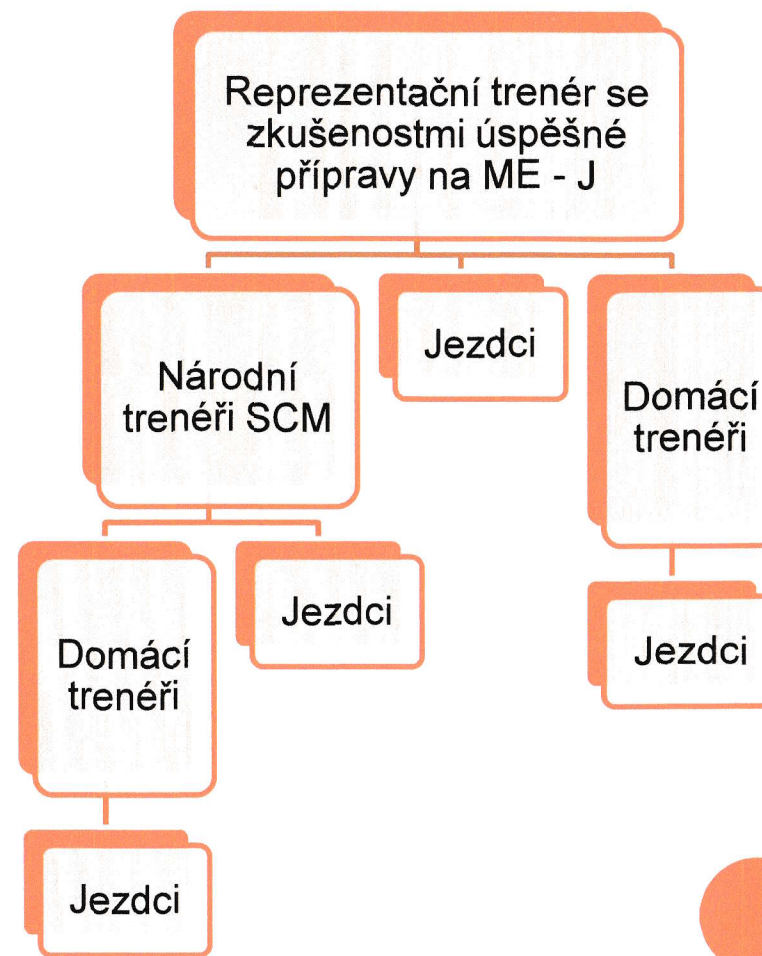 Reprezentační trenér se
zkušenostmi úspěšné
přípravy na ME - J
Národní
trenéři SCM
Jezdci
Domácí
trenéři
Domácí
trenéři
Jezdci
Jezdci
Jezdci